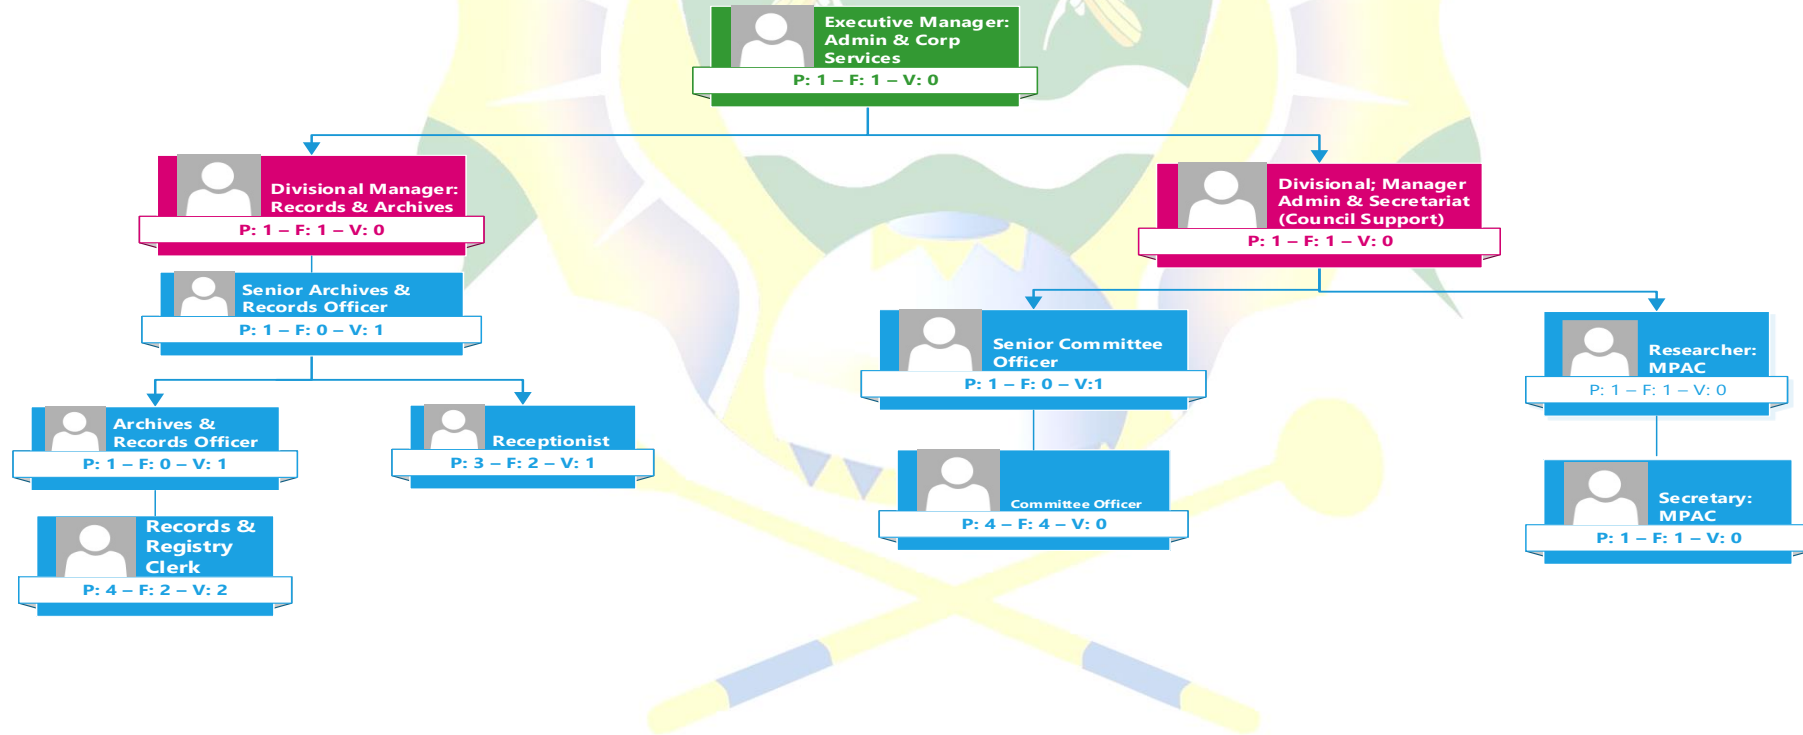 Executive Manager:
Admin & Corp
Services
P: 1 – F: 1 – V: 0
Divisional Manager:
Records & Archives
P: 1 – F: 1 – V: 0
Divisional; Manager
Admin & Secretariat
(Council Support)
P: 1 – F: 1 – V: 0
Senior Archives &
Records Officer
P: 1 – F: 0 – V: 1
Senior Committee
Officer
P: 1 – F: 0 – V:1
Researcher:
MPAC
P: 1 – F: 1 – V: 0
Archives &
Records Officer
P: 1 – F: 0 – V: 1
Receptionist
P: 3 – F: 2 – V: 1
Committee Officer
P: 4 – F: 4 – V: 0
Secretary:
MPAC
P: 1 – F: 1 – V: 0
Records &
Registry
Clerk
P: 4 – F: 2 – V: 2